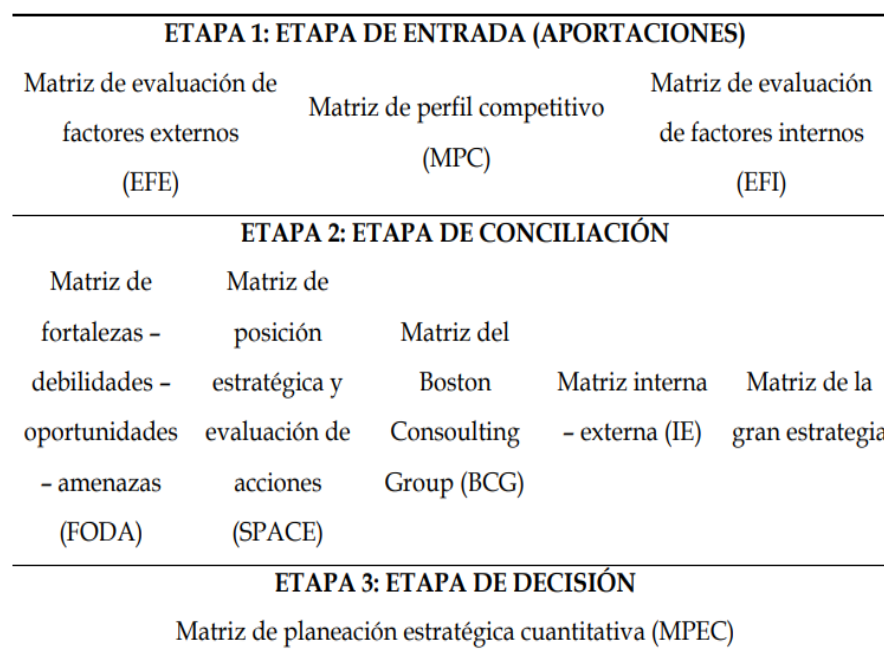 ETAPA 1: ETAPA DE ENTRADA (APORTACIONES)
Matriz de evaluación de
factores externos
(EFE)
Matriz de perfil competitivo
(MPC)
Matriz de evaluación
de factores internos
(EFI)
ETAPA 2: ETAPA DE CONCILIACIÓN
Matriz de
fortalezas –
debilidades –
oportunidades
– amenazas
(FODA)
Matriz de
posición
estratégica y
evaluación de
acciones
(SPACE)
Matriz del
Boston
Consoulting
Group (BCG)
Matriz interna
– externa (IE)
Matriz de la
gran estrategia
ETAPA 3: ETAPA DE DECISIÓN
Matriz de planeación estratégica cuantitativa (MPEC)